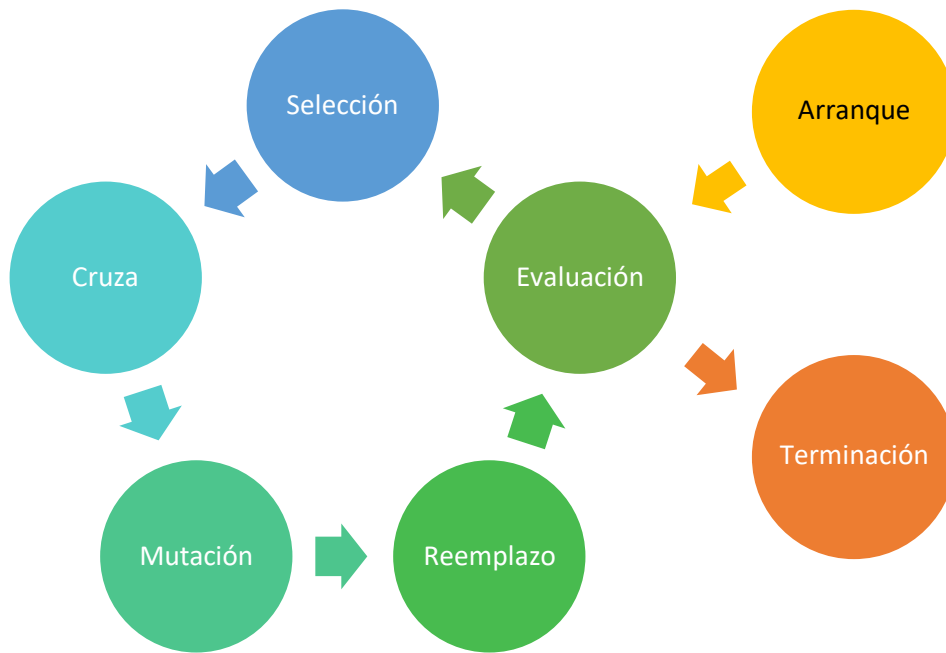 Selección
Arranque
Cruza
Evaluación
Terminación
Mutación
Reemplazo